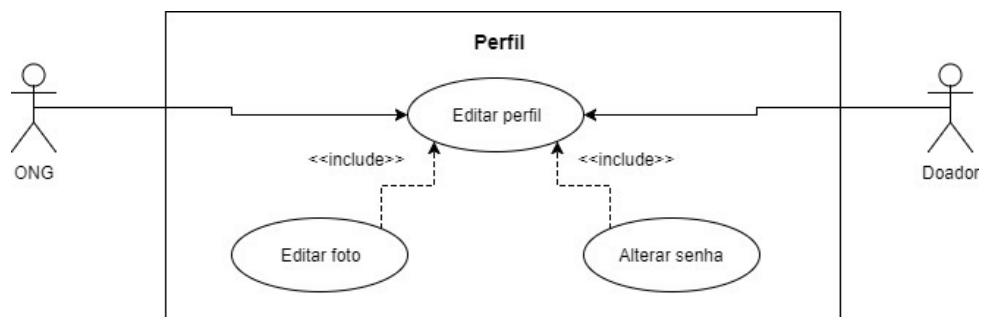 Perfil
Editar perfil
<<include>>
<<include>>
ONG
Doador
Editar foto
Alterar senha